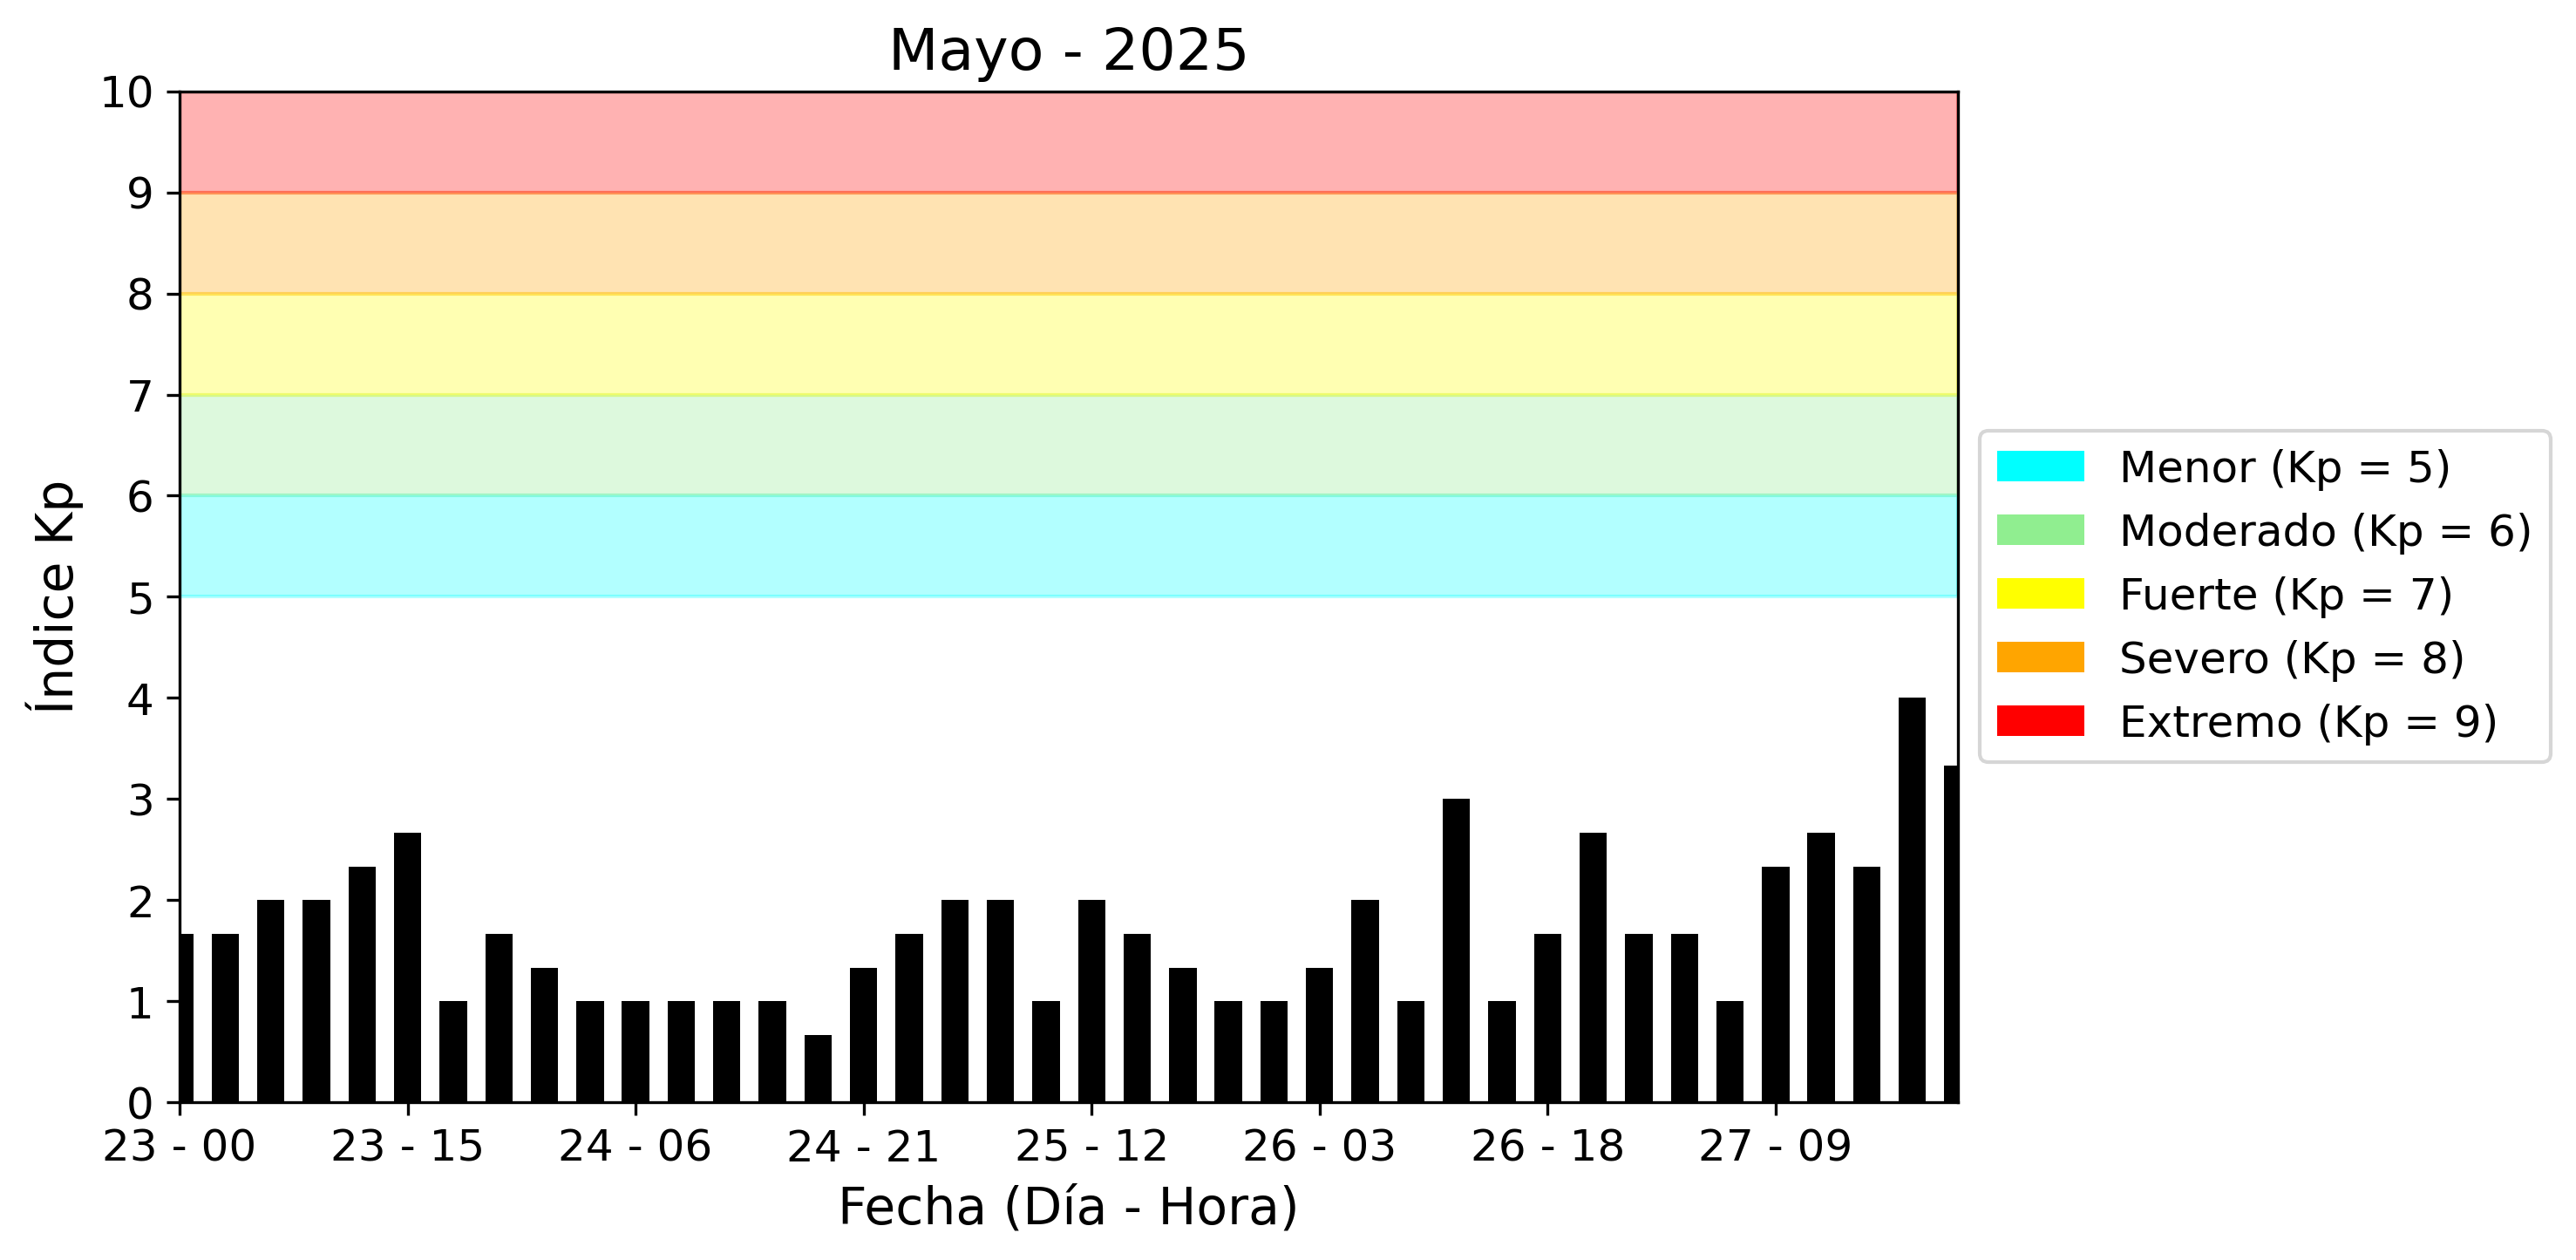 Mayo - 2025
10
9
8
7
6
5
4
3
2
1
0
Índice Kp
23 - 00
23 - 15
24 - 06
24 - 21
25 - 12
26 - 03
26 - 18
27 - 09
Fecha (Día - Hora)
Menor (Kp = 5)
Moderado (Kp = 6)
Fuerte (Kp = 7)
Severo (Kp = 8)
Extremo (Kp = 9)